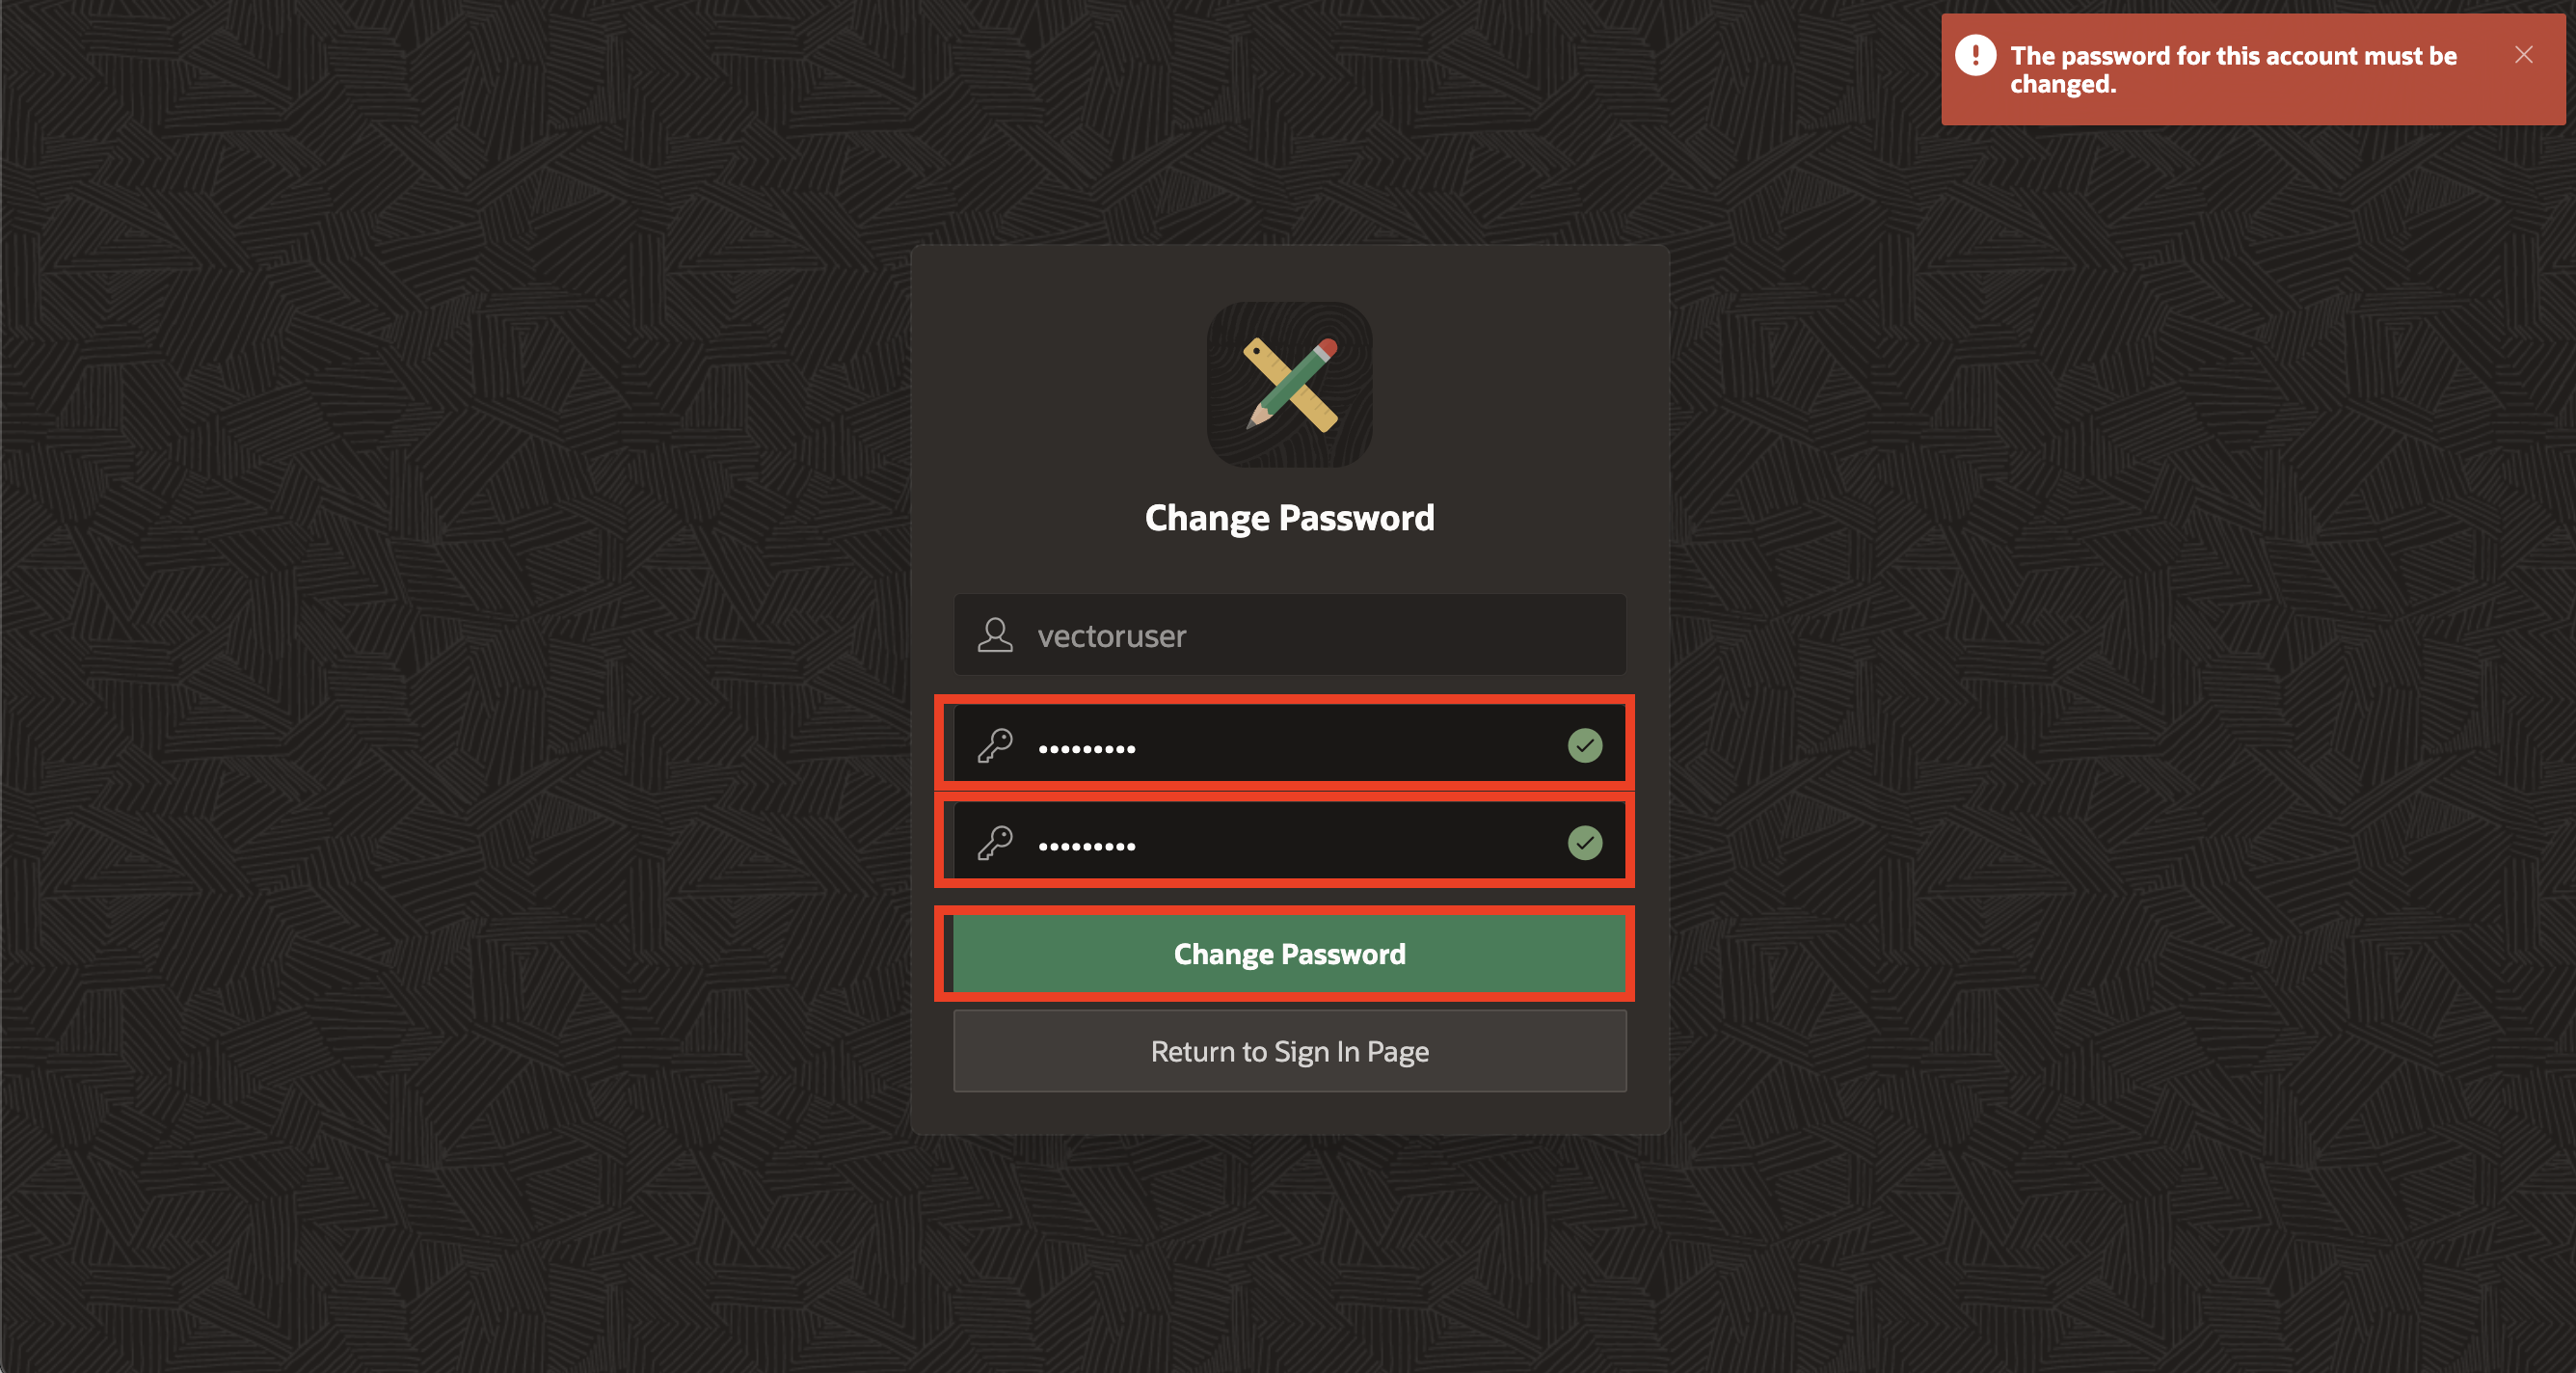 The password for this account must be
changed.
Change Password
vectoruser
•••••••••
•••••••••
Change Password
Return to Sign In Page